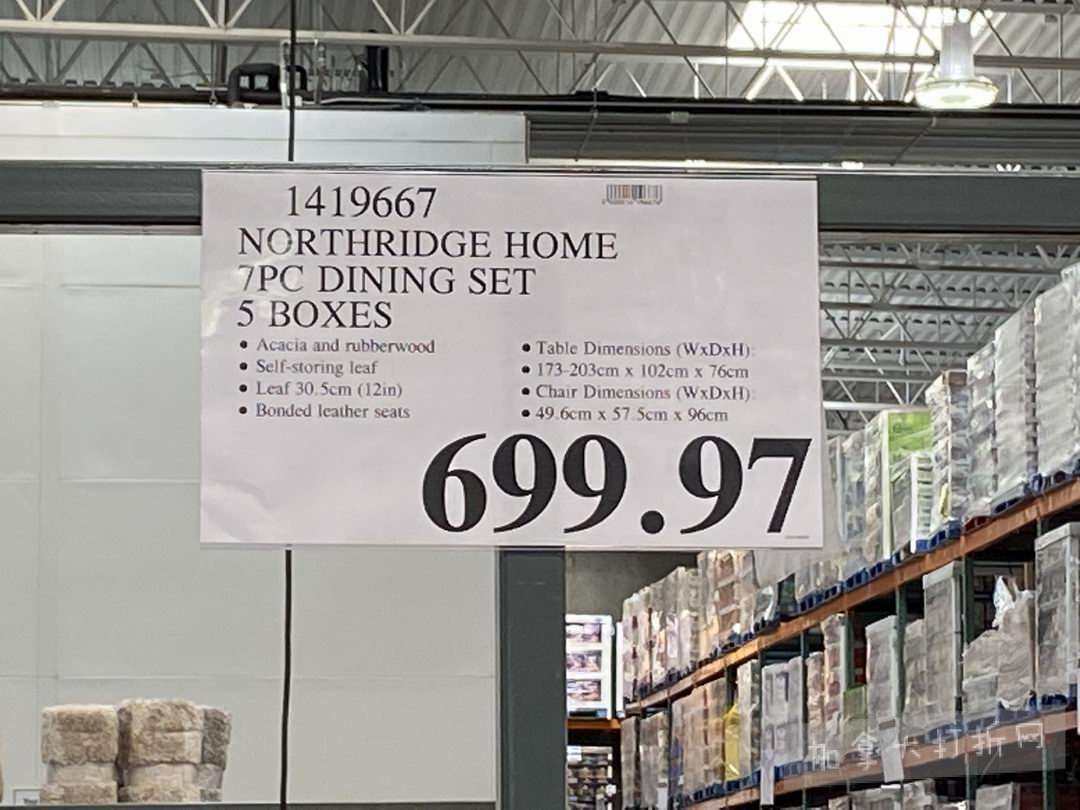 1419667
NORTHRIDGE HOME
7PC DINING SET
5 BOXES
• Acacia and rubberwood
• Self-storing leaf
• Leaf 30.5cm (12in)
• Bonded leather seats
• Table Dimensions (WxDxH):
• 173-203cm x 102cm x 76cm
• Chair Dimensions (WxDxH):
• 49.6cm x 57.5cm x 96cm
699.97
加拿大打折网